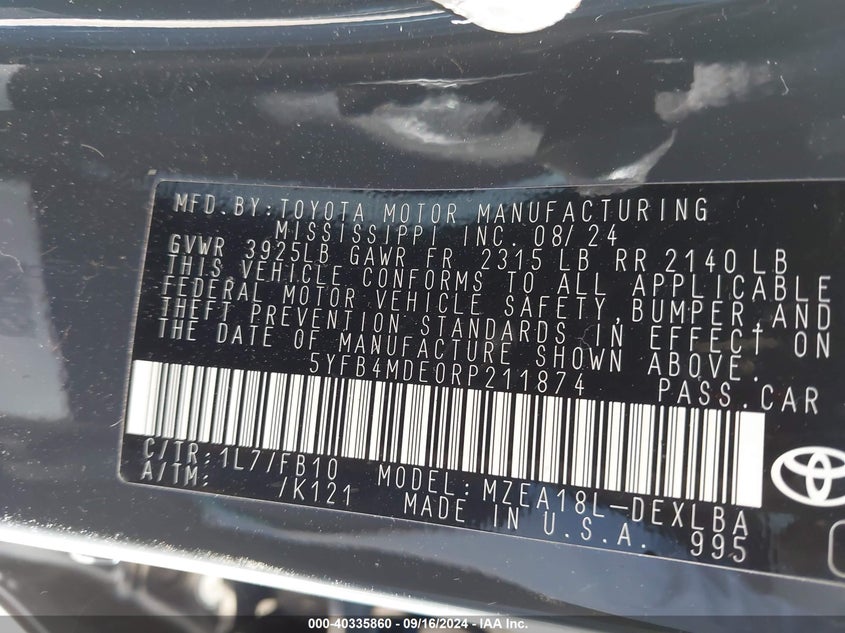 MFD.BY:TOYOTA MOTOR MANUFACTURING
MISSISSIPPI INC. 08/24
GVWR 3925LB GAWR FR 2315 LB RR 2140LB
THIS VEHICLE CONFORMS TO ALL APPLICABLE
FEDERAL MOTOR VEHICLE SAFETY,BUMPER,AND
THEFT PREVENTION STANDARDS IN EFFECT ON
THE DATE OF MANUFACTURE SHOWN ABOVE.
5YFB4MDE0RP211874 PASS.CAR
C/TR:1L7/FB10 MODEL:MZEA18L-DEXLBA
A/TM: /K121 MADE IN U.S.A. 995
000-40335860 - 09/16/2024 - IAA Inc.